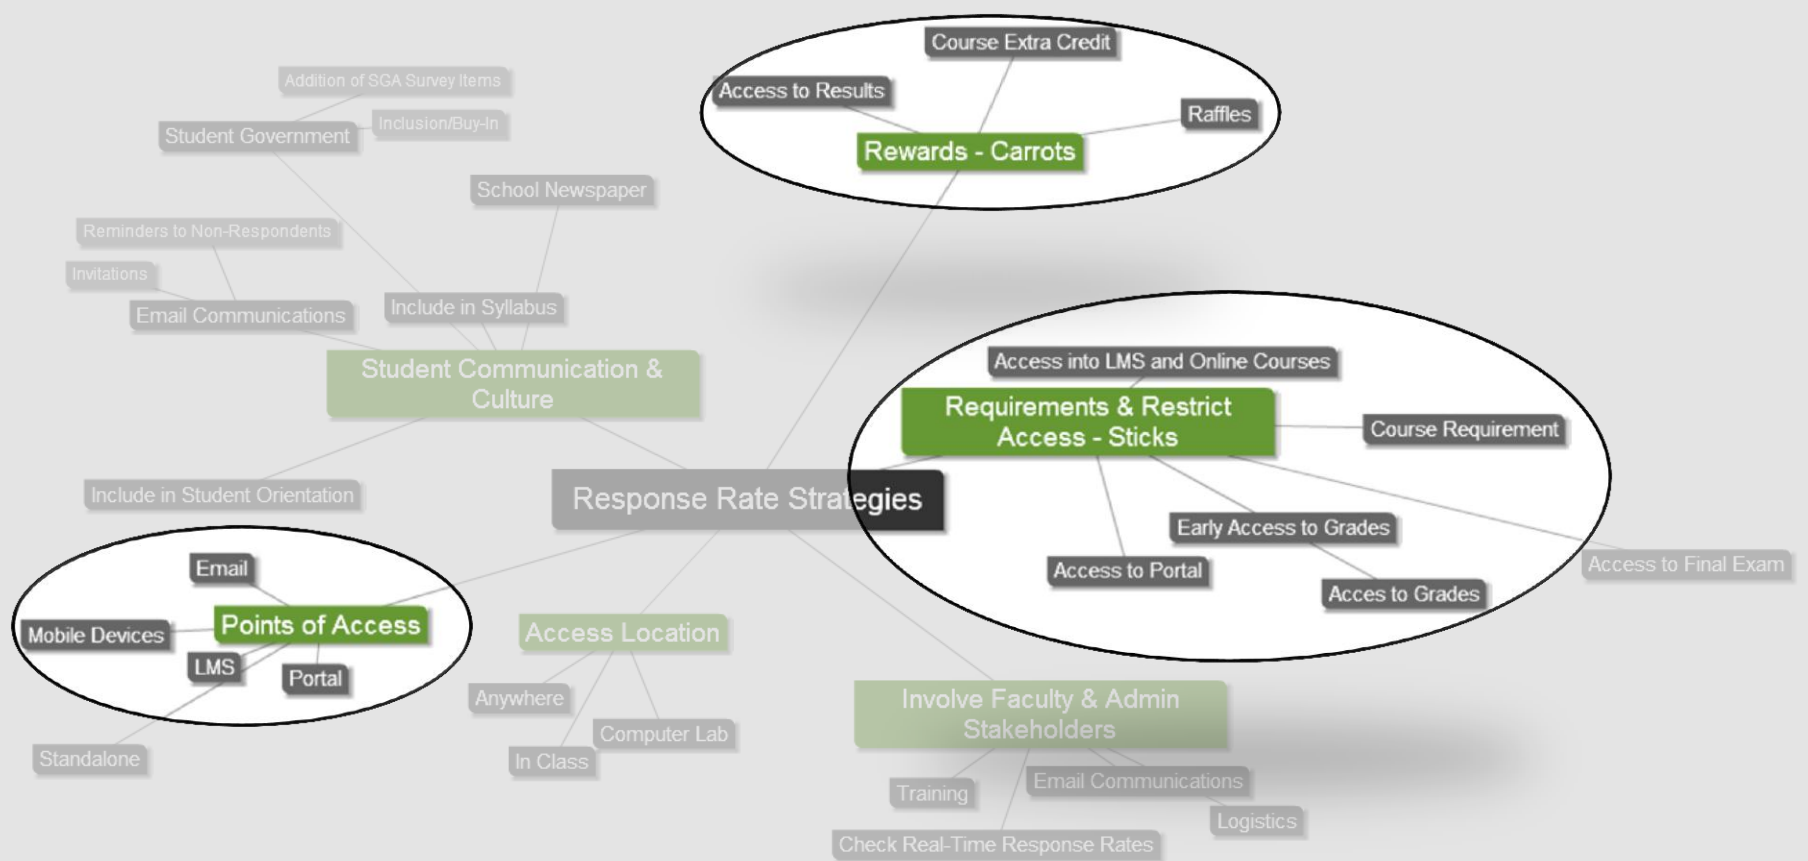 Course Extra Credit
Addition of SGA Survey Items
Access to Results
Raffles
Inclusion/Buy-In
Student Government
Rewards - Carrots
School Newspaper
Reminders to Non-Respondents
Invitations
Include in Syllabus
Email Communications
Student Communication &
Culture
Access into LMS and Online Courses
Requirements & Restrict
Access - Sticks
Course Requirement
Include in Student Orientation
Response Rate Strategies
Early Access to Grades
Access to Portal
Acces to Grades
Access to Final Exam
Email
Points of Access
Mobile Devices
LMS
Portal
Standalone
Access Location
Anywhere
Computer Lab
In Class
Involve Faculty & Admin
Stakeholders
Training
Email Communications
Logistics
Check Real-Time Response Rates